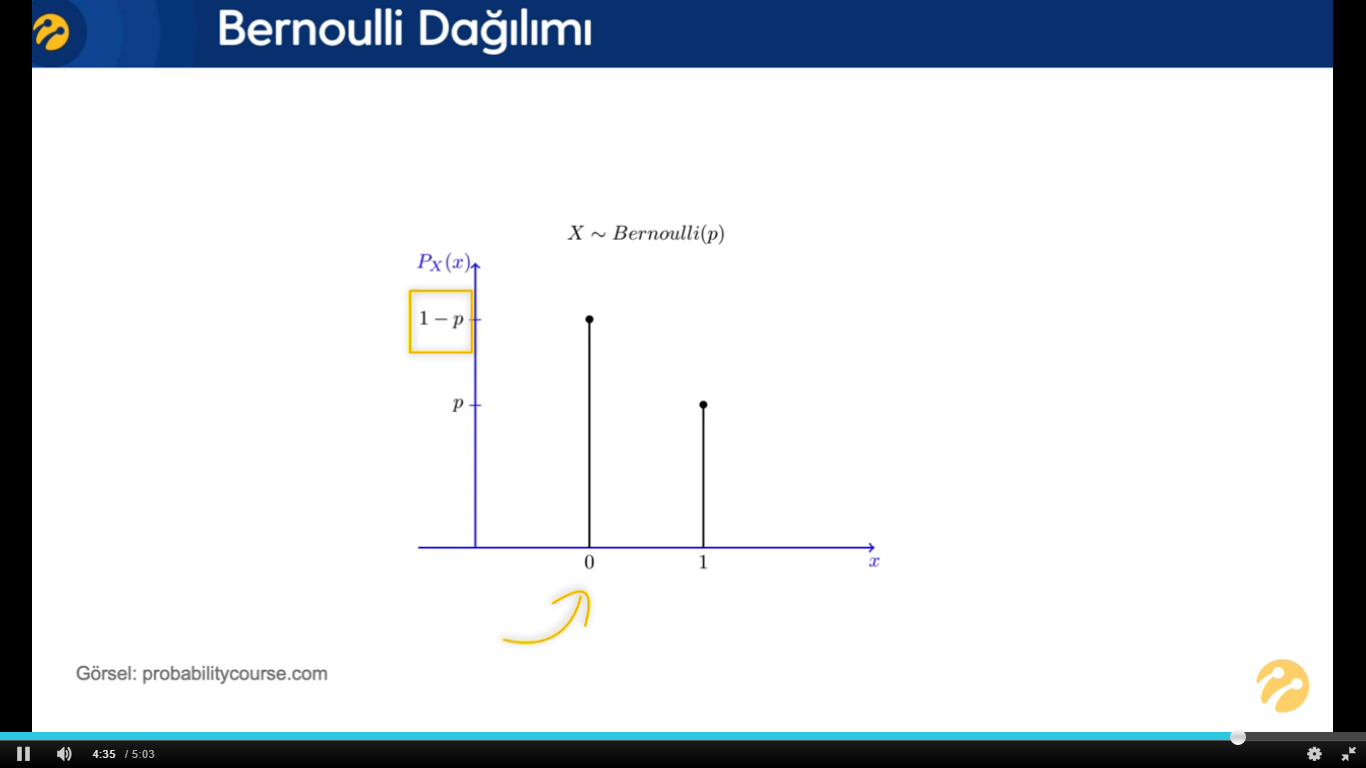 Bernoulli Dağılımı
X ∼ Bernoulli(p)
P_X(x)
1 − p
p
0 1
x
Görsel: probabilitycourse.com
4:35 / 5:03